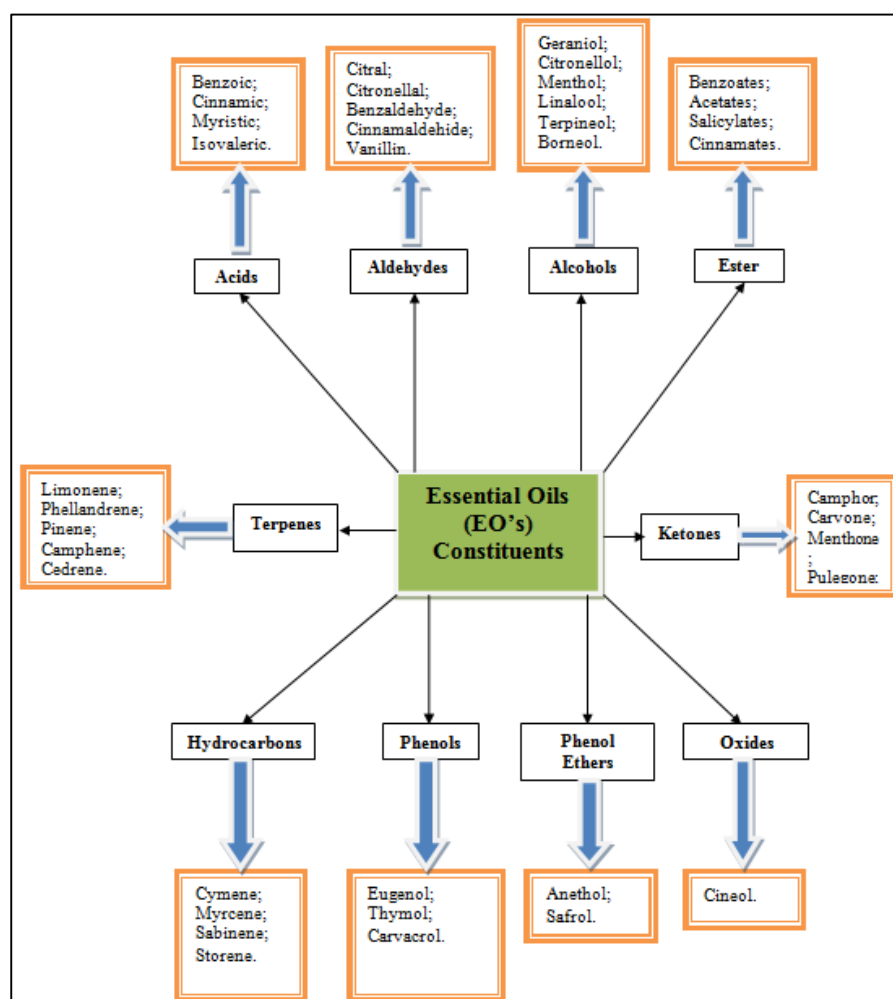 Benzoic;
Cinnamic;
Myristic;
Isovaleric.
Citral;
Citronellal;
Benzaldehyde;
Cinnamaldehide;
Vanillin.
Geraniol;
Citronellol;
Menthol;
Linalool;
Terpineol;
Borneol.
Benzoates;
Acetates;
Salicylates;
Cinnamates.
Acids
Aldehydes
Alcohols
Ester
Limonene;
Phellandrene;
Pinene;
Camphene;
Cedrene.
Terpenes
Essential Oils
(EO’s)
Constituents
Ketones
Camphor;
Carvone;
Menthone
;
Pulegone;
Hydrocarbons
Phenols
Phenol
Ethers
Oxides
Cymene;
Myrcene;
Sabinene;
Storene.
Eugenol;
Thymol;
Carvacrol.
Anethol;
Safrol.
Cineol.